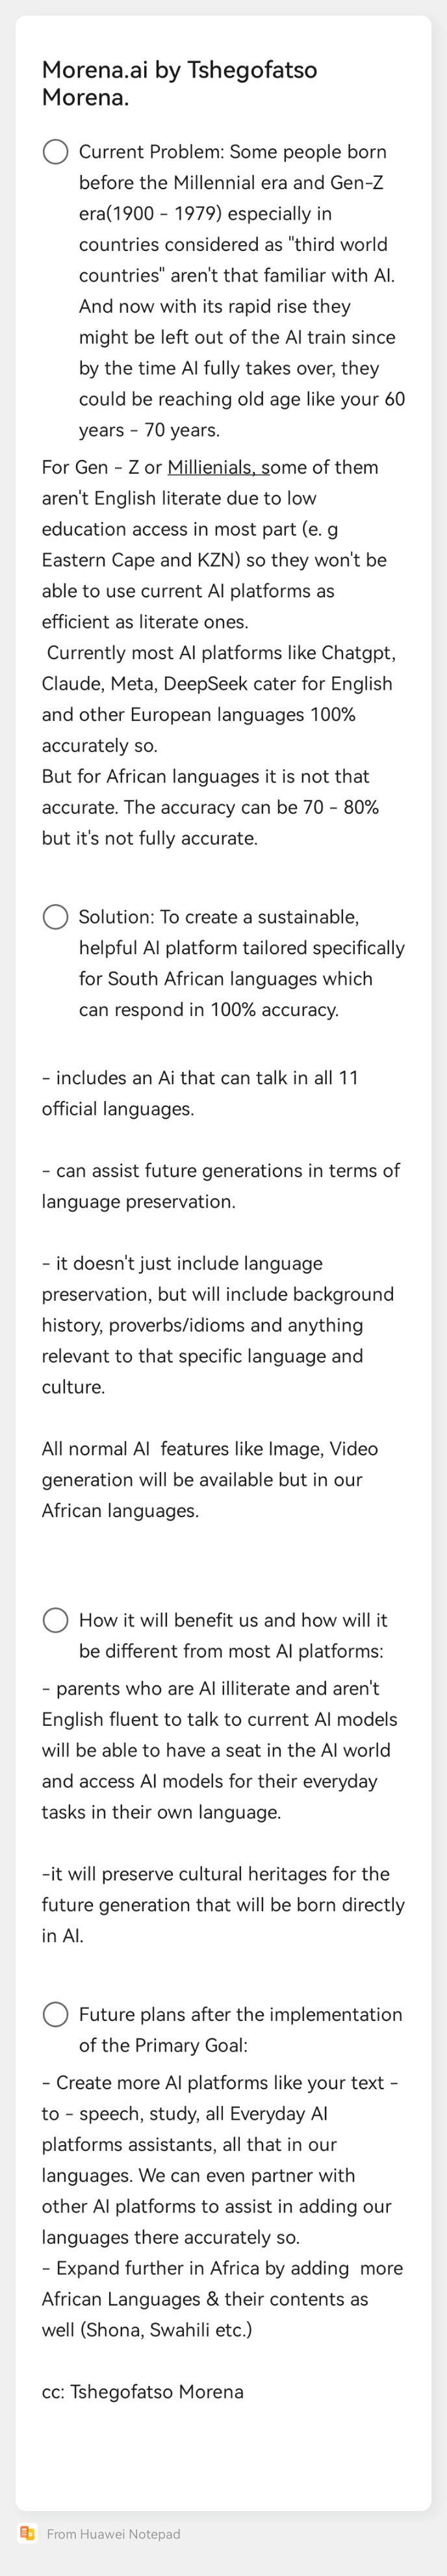 Morena.ai by Tshegofatso
Morena.
Current Problem: Some people born
before the Millennial era and Gen-Z
era(1900 - 1979) especially in
countries considered as "third world
countries" aren't that familiar with AI.
And now with its rapid rise they
might be left out of the AI train since
by the time AI fully takes over, they
could be reaching old age like your 60
years - 70 years.
For Gen - Z or Millienials, some of them
aren't English literate due to low
education access in most part (e. g
Eastern Cape and KZN) so they won't be
able to use current AI platforms as
efficient as literate ones.
Currently most AI platforms like Chatgpt,
Claude, Meta, DeepSeek cater for English
and other European languages 100%
accurately so.
But for African languages it is not that
accurate. The accuracy can be 70 - 80%
but it's not fully accurate.
Solution: To create a sustainable,
helpful AI platform tailored specifically
for South African languages which
can respond in 100% accuracy.
- includes an Ai that can talk in all 11
official languages.
- can assist future generations in terms of
language preservation.
- it doesn't just include language
preservation, but will include background
history, proverbs/idioms and anything
relevant to that specific language and
culture.
All normal AI  features like Image, Video
generation will be available but in our
African languages.
How it will benefit us and how will it
be different from most AI platforms:
- parents who are AI illiterate and aren't
English fluent to talk to current AI models
will be able to have a seat in the AI world
and access AI models for their everyday
tasks in their own language.
-it will preserve cultural heritages for the
future generation that will be born directly
in AI.
Future plans after the implementation
of the Primary Goal:
- Create more AI platforms like your text -
to - speech, study, all Everyday AI
platforms assistants, all that in our
languages. We can even partner with
other AI platforms to assist in adding our
languages there accurately so.
- Expand further in Africa by adding  more
African Languages & their contents as
well (Shona, Swahili etc.)
cc: Tshegofatso Morena
From Huawei Notepad